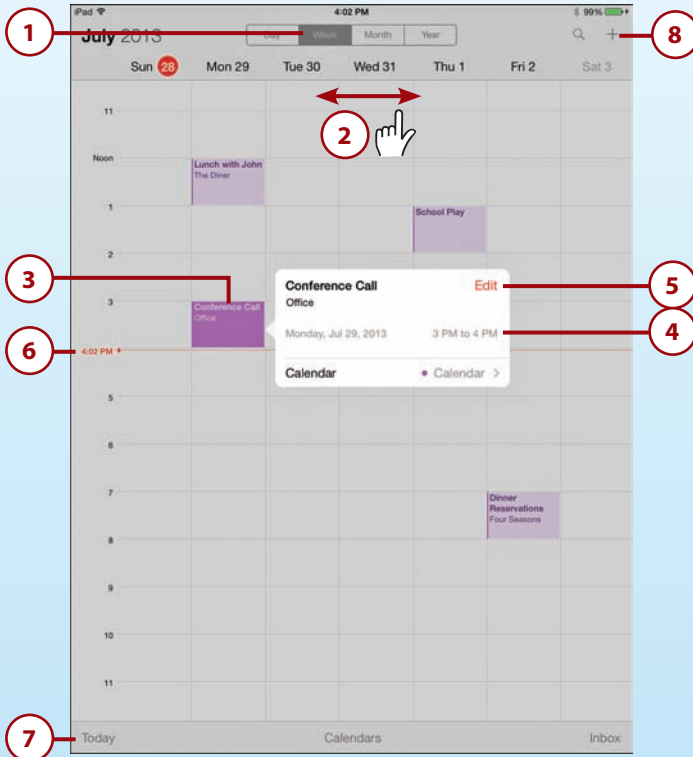 iPad 4:02 PM 99%
1 July 2013 Day Week Month Year 8
Sun 28 Mon 29 Tue 30 Wed 31 Thu 1 Fri 2 Sat 3
11
2
Noon
Lunch with John
The Diner
1
School Play
2
3
3
Conference Call
Office
Conference Call Edit 5
Office
Monday, Jul 29, 2013 3 PM to 4 PM 4
6 4:02 PM
Calendar Calendar >
5
6
7
Dinner
Reservations
Four Seasons
8
9
10
11
7 Today Calendars Inbox